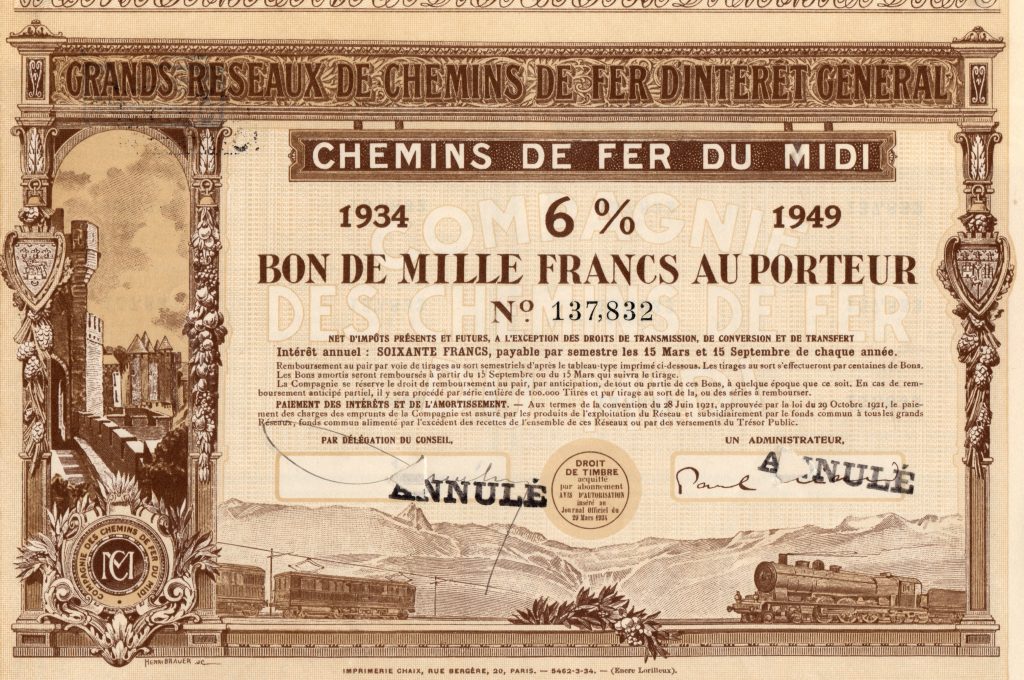 GRANDS RESEAUX DE CHEMINS DE FER D'INTERÊT GÉNÉRAL
CHEMINS DE FER DU MIDI
1934 6% 1949
COMPAGNIE
DES CHEMINS DE FER
BON DE MILLE FRANCS AU PORTEUR
Nº 137,832
NET D'IMPÔTS PRÉSENTS ET FUTURS, A L'EXCEPTION DES DROITS DE TRANSMISSION, DE CONVERSION ET DE TRANSFERT
Intérêt annuel : SOIXANTE FRANCS, payable par semestre les 15 Mars et 15 Septembre de chaque année.
Remboursement au pair par voie de tirages au sort semestriels d'après le tableau-type imprimé ci-dessous. Les tirages au sort s'effectueront par centaines de Bons.
Les Bons amortis seront remboursés à partir du 15 Septembre ou du 15 Mars qui suivra le tirage.
La Compagnie se réserve le droit de remboursement au pair, par anticipation, de tout ou partie de ces Bons, à quelque époque que ce soit. En cas de rem-
boursement anticipé partiel, il y sera procédé par série entière de 100.000 Titres et par tirage au sort de la, ou des séries à rembourser.
PAIEMENT DES INTÉRÊTS ET DE L'AMORTISSEMENT. — Aux termes de la convention du 28 Juin 1921, approuvée par la loi du 29 Octobre 1921, le paie-
ment des charges des emprunts de la Compagnie est assuré par les produits de l'exploitation du Réseau et subsidiairement par le fonds commun à tous les grands
Réseaux, fonds commun alimenté par l'excédent des recettes de l'ensemble de ces Réseaux ou par des versements du Trésor Public.
PAR DÉLÉGATION DU CONSEIL,
UN ADMINISTRATEUR,
ANNULÉ
DROIT
DE TIMBRE
acquitté
par abonnement
AVIS D'AUTORISATION
inséré au
Journal Officiel du
29 Mars 1934
Paul
ANNULÉ
COMPAGNIE DES CHEMINS DE FER DU MIDI
CM
HENRI BRAUER SC
IMPRIMERIE CHAIX, RUE BERGÈRE, 20, PARIS. — 5462-3-34. — (Encre Lorilleux).